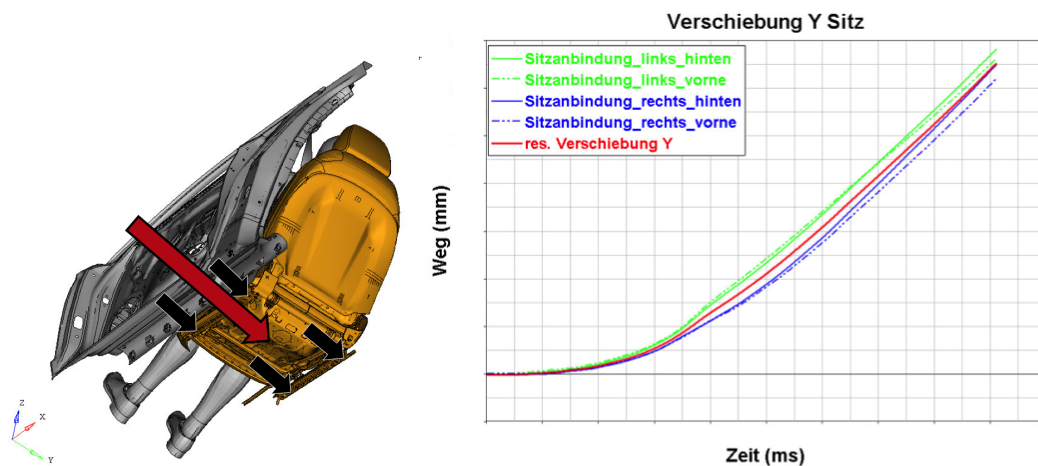 Verschiebung Y Sitz
Sitzanbindung_links_hinten
Sitzanbindung_links_vorne
Sitzanbindung_rechts_hinten
Sitzanbindung_rechts_vorne
res. Verschiebung Y
Weg (mm)
Zeit (ms)
Z
X
Y